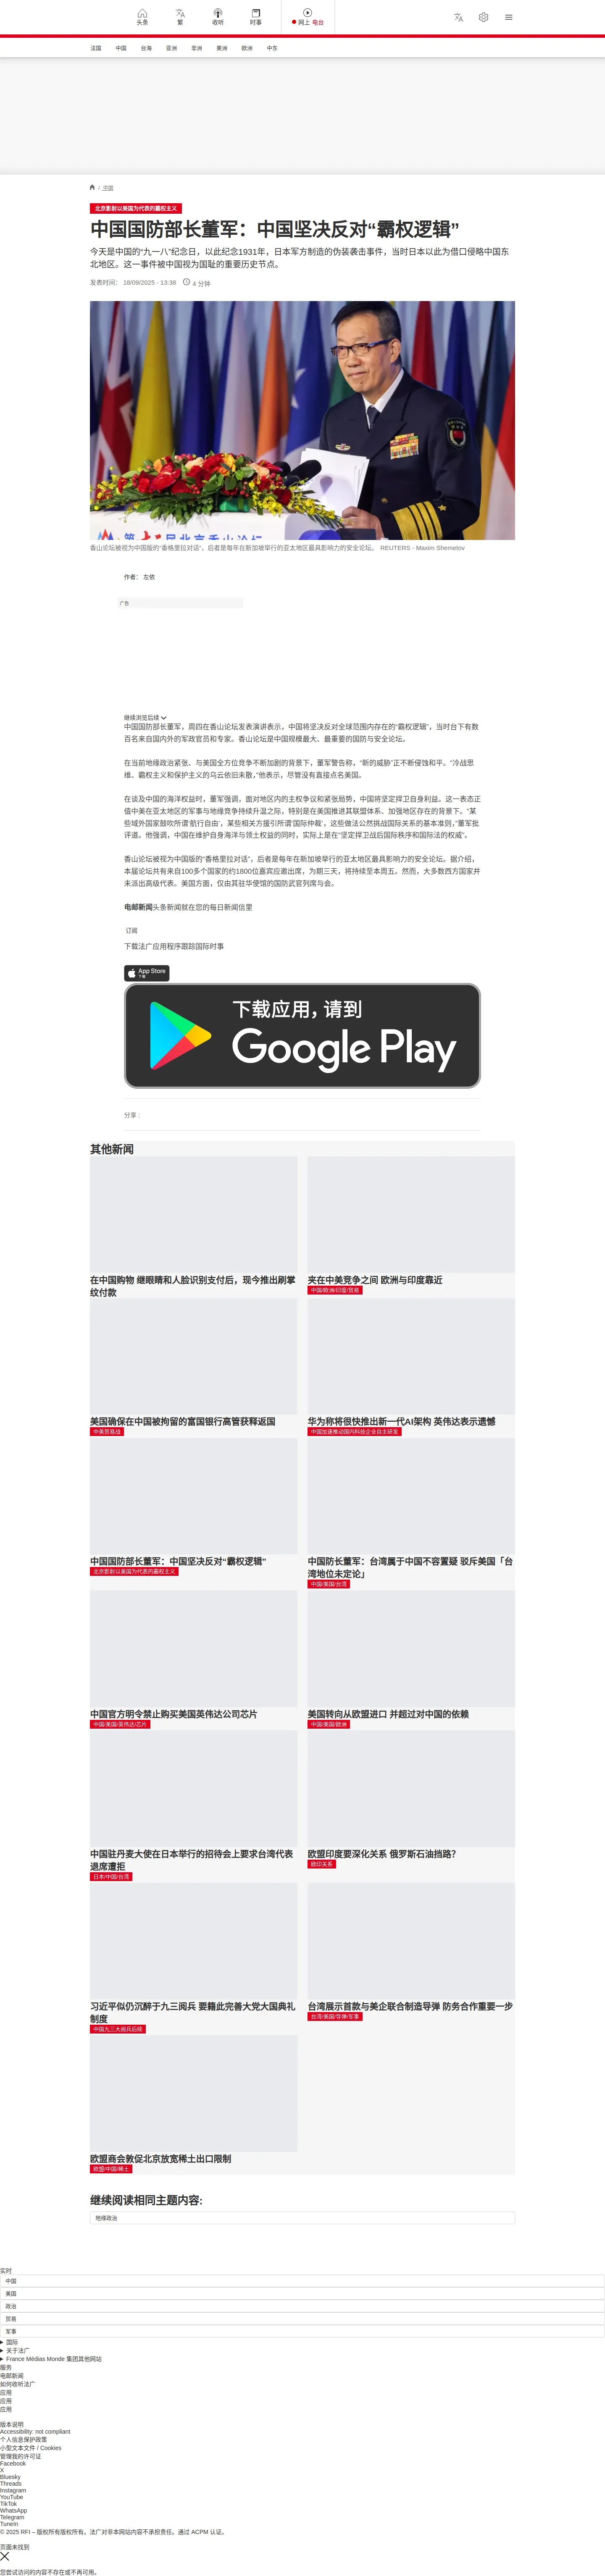 头条
繁
收听
时事
网上 电台
法国
中国
台海
亚洲
非洲
美洲
欧洲
中东
/ 中国
北京影射以美国为代表的霸权主义
中国国防部长董军：中国坚决反对“霸权逻辑”
今天是中国的“九一八”纪念日，以此纪念1931年，日本军方制造的伪装袭击事件，当时日本以此为借口侵略中国东
北地区。这一事件被中国视为国耻的重要历史节点。
发表时间： 18/09/2025 - 13:38
4 分钟
香山论坛被视为中国版的“香格里拉对话”，后者是每年在新加坡举行的亚太地区最具影响力的安全论坛。 REUTERS - Maxim Shemetov
作者： 左依
广告
继续浏览后续
中国国防部长董军，周四在香山论坛发表演讲表示，中国将坚决反对全球范围内存在的“霸权逻辑”，当时台下有数
百名来自国内外的军政官员和专家。香山论坛是中国规模最大、最重要的国防与安全论坛。
在当前地缘政治紧张、与美国全方位竞争不断加剧的背景下，董军警告称，“新的威胁”正不断侵蚀和平。“冷战思
维、霸权主义和保护主义的乌云依旧未散，”他表示，尽管没有直接点名美国。
在谈及中国的海洋权益时，董军强调，面对地区内的主权争议和紧张局势，中国将坚定捍卫自身利益。这一表态正
值中美在亚太地区的军事与地缘竞争持续升温之际，特别是在美国推进其联盟体系、加强地区存在的背景下。“某
些域外国家鼓吹所谓‘航行自由’，某些相关方援引所谓‘国际仲裁’，这些做法公然挑战国际关系的基本准则，”董军批
评道。他强调，中国在维护自身海洋与领土权益的同时，实际上是在“坚定捍卫战后国际秩序和国际法的权威”。
香山论坛被视为中国版的“香格里拉对话”，后者是每年在新加坡举行的亚太地区最具影响力的安全论坛。据介绍，
本届论坛共有来自100多个国家的约1800位嘉宾应邀出席，为期三天，将持续至本周五。然而，大多数西方国家并
未派出高级代表。美国方面，仅由其驻华使馆的国防武官列席与会。
电邮新闻头条新闻就在您的每日新闻信里
订阅
下载法广应用程序跟踪国际时事
App Store
下载
下载应用，请到
Google Play
分享 :
其他新闻
在中国购物 继眼睛和人脸识别支付后，现今推出刷掌
纹付款
夹在中美竞争之间 欧洲与印度靠近
中国/欧洲/印度/贸易
美国确保在中国被拘留的富国银行高管获释返国
中美贸易战
华为称将很快推出新一代AI架构 英伟达表示遗憾
中国加速推动国内科技企业自主研发
中国国防部长董军：中国坚决反对“霸权逻辑”
北京影射以美国为代表的霸权主义
中国防长董军：台湾属于中国不容置疑 驳斥美国「台
湾地位未定论」
中国/美国/台湾
中国官方明令禁止购买美国英伟达公司芯片
中国/美国/英伟达/芯片
美国转向从欧盟进口 并超过对中国的依赖
中国/美国/欧洲
中国驻丹麦大使在日本举行的招待会上要求台湾代表
退席遭拒
日本/中国/台湾
欧盟印度要深化关系 俄罗斯石油挡路？
欧印关系
习近平似仍沉醉于九三阅兵 要籍此完善大党大国典礼
制度
中国九三大阅兵后续
台湾展示首款与美企联合制造导弹 防务合作重要一步
台湾/美国/导弹/军事
欧盟商会敦促北京放宽稀土出口限制
欧盟/中国/稀土
继续阅读相同主题内容:
地缘政治
实时
中国
美国
政治
贸易
军事
国际
关于法广
France Médias Monde 集团其他网站
服务
电邮新闻
如何收听法广
应用
应用
应用
版本说明
Accessibility: not compliant
个人信息保护政策
小型文本文件 / Cookies
管理我的许可证
Facebook
X
Bluesky
Threads
Instagram
YouTube
TikTok
WhatsApp
Telegram
TuneIn
© 2025 RFI – 版权所有版权所有。法广对非本网站内容不承担责任。通过 ACPM 认证。
页面未找到
您尝试访问的内容不存在或不再可用。